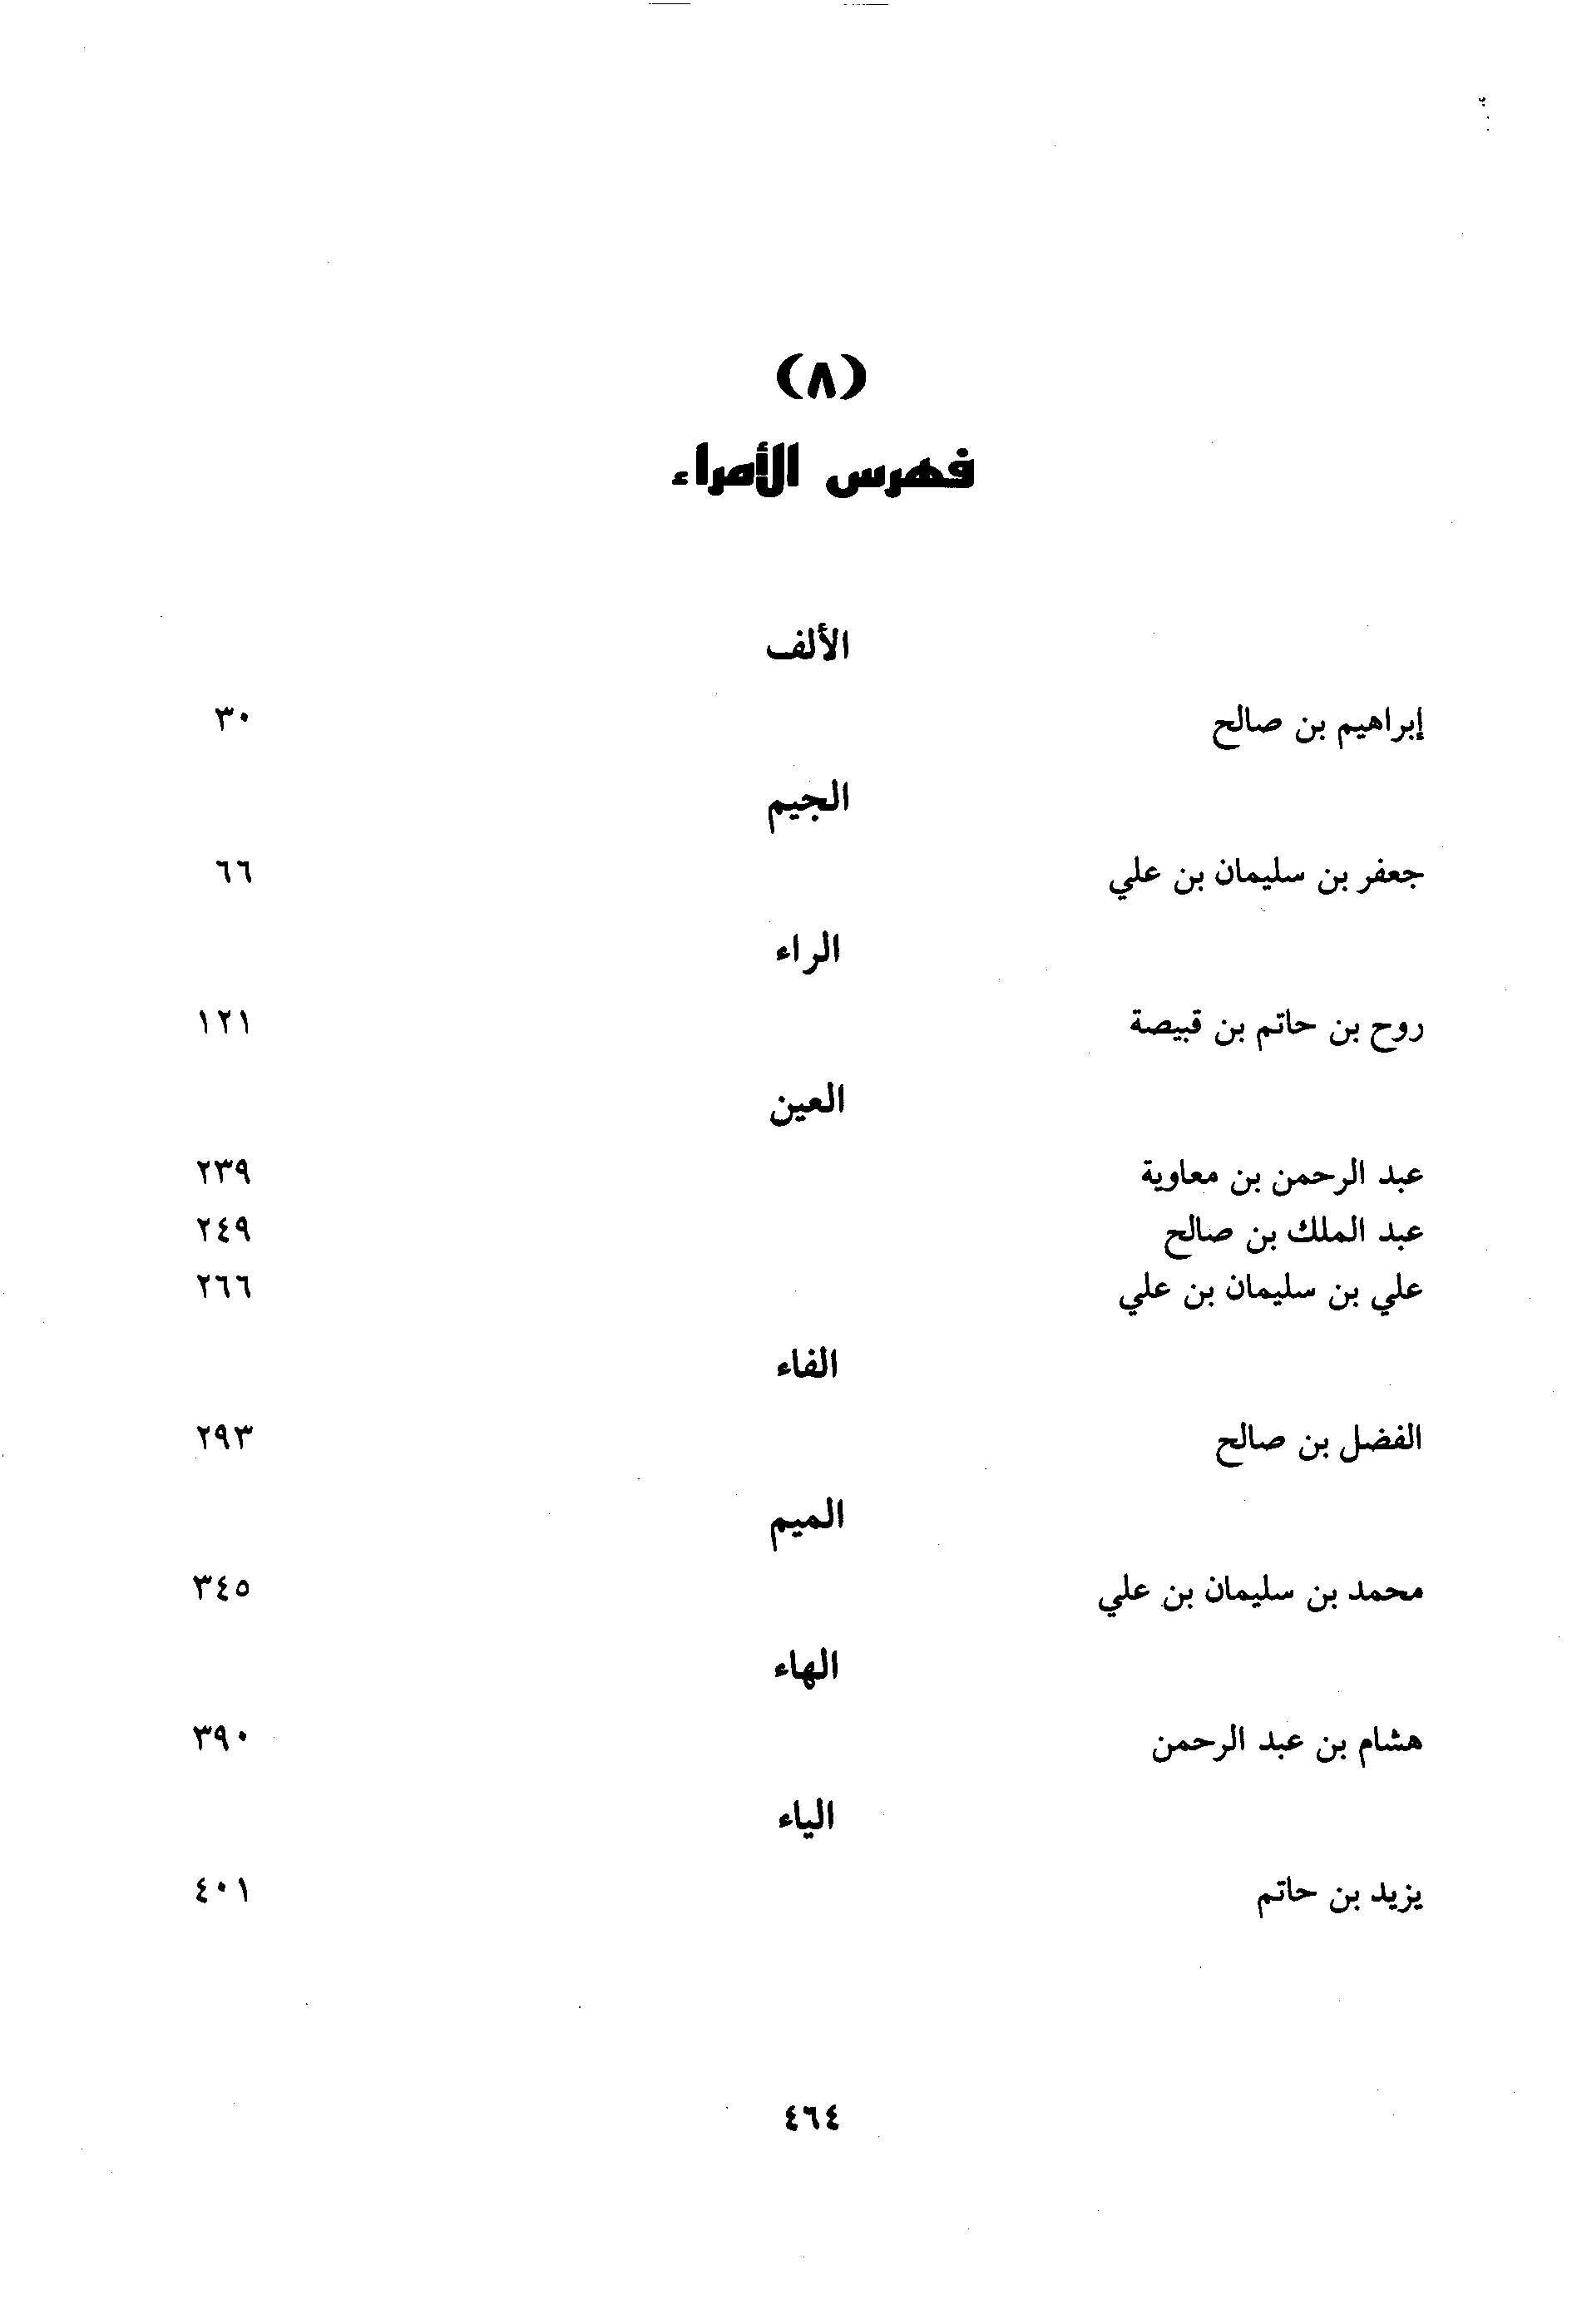 (٨)
فهرس الأمراء
الألف
إبراهيم بن صالح ٣٠
الجيم
جعفر بن سليمان بن علي ٦٦
الراء
روح بن حاتم بن قبيصة ١٢١
العين
عبد الرحمن بن معاوية ٢٣٩
عبد الملك بن صالح ٢٤٩
علي بن سليمان بن علي ٢٦٦
الفاء
الفضل بن صالح ٢٩٣
الميم
محمد بن سليمان بن علي ٣٤٥
الهاء
هشام بن عبد الرحمن ٣٩٠
الياء
يزيد بن حاتم ٤٠١
٤٦٤